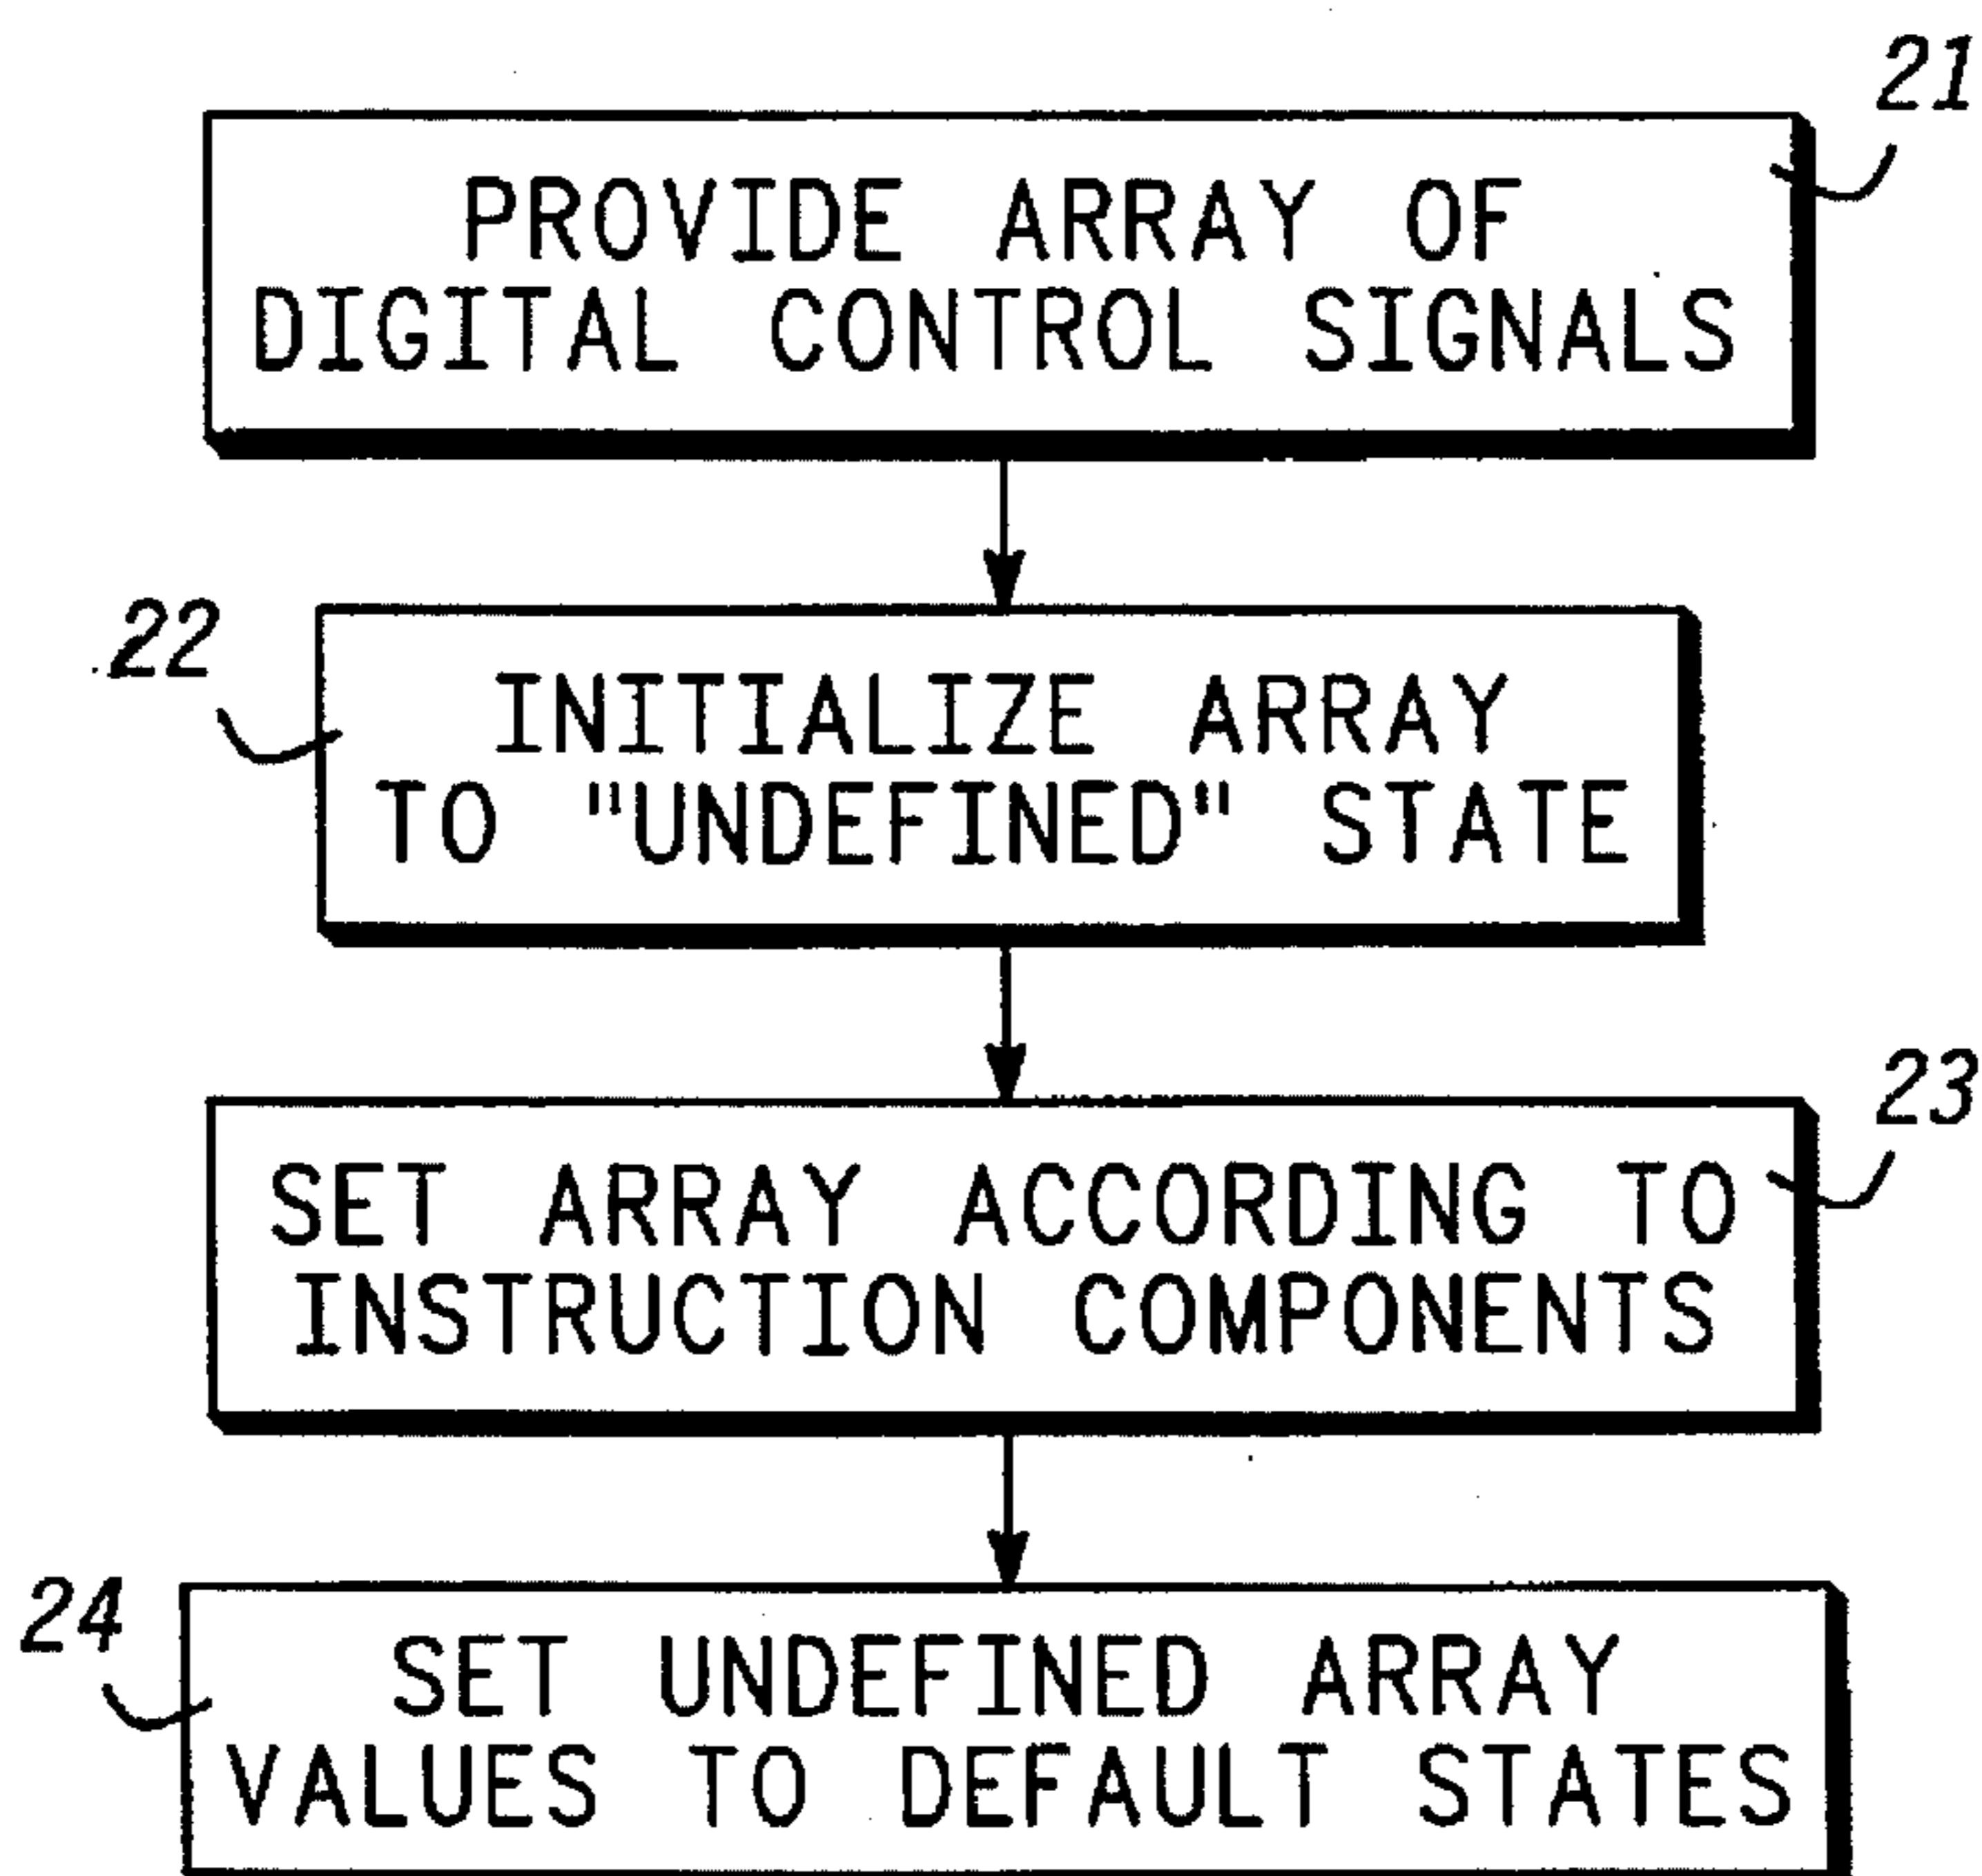 21
PROVIDE ARRAY OF
DIGITAL CONTROL SIGNALS
22
INITIALIZE ARRAY
TO "UNDEFINED" STATE
23
SET ARRAY ACCORDING TO
INSTRUCTION COMPONENTS
24
SET UNDEFINED ARRAY
VALUES TO DEFAULT STATES